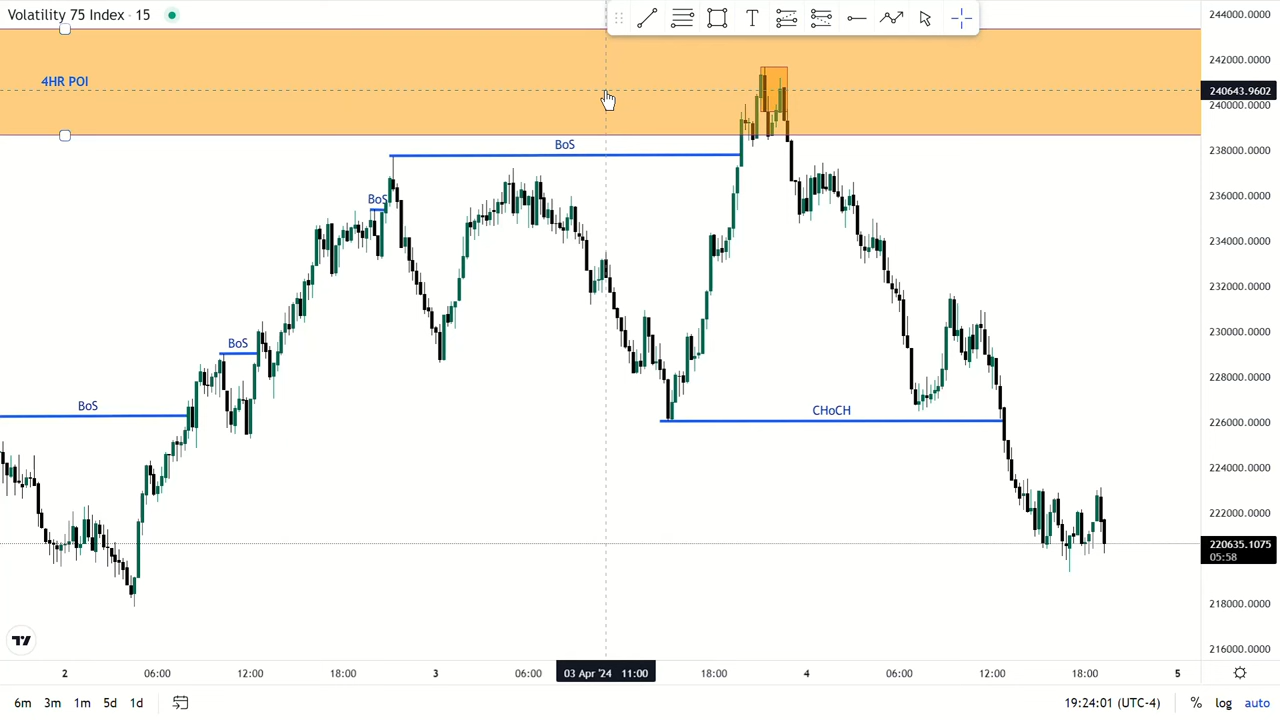 Volatility 75 Index · 15
T
4HR POI
BoS
BoS
BoS
BoS
CHoCH
244000.0000
242000.0000
240643.9602
240000.0000
238000.0000
236000.0000
234000.0000
232000.0000
230000.0000
228000.0000
226000.0000
224000.0000
222000.0000
220635.1075
05:58
218000.0000
216000.0000
2 06:00 12:00 18:00 3 06:00 03 Apr '24 11:00 18:00 4 06:00 12:00 18:00 5
6m 3m 1m 5d 1d 19:24:01 (UTC-4) % log auto